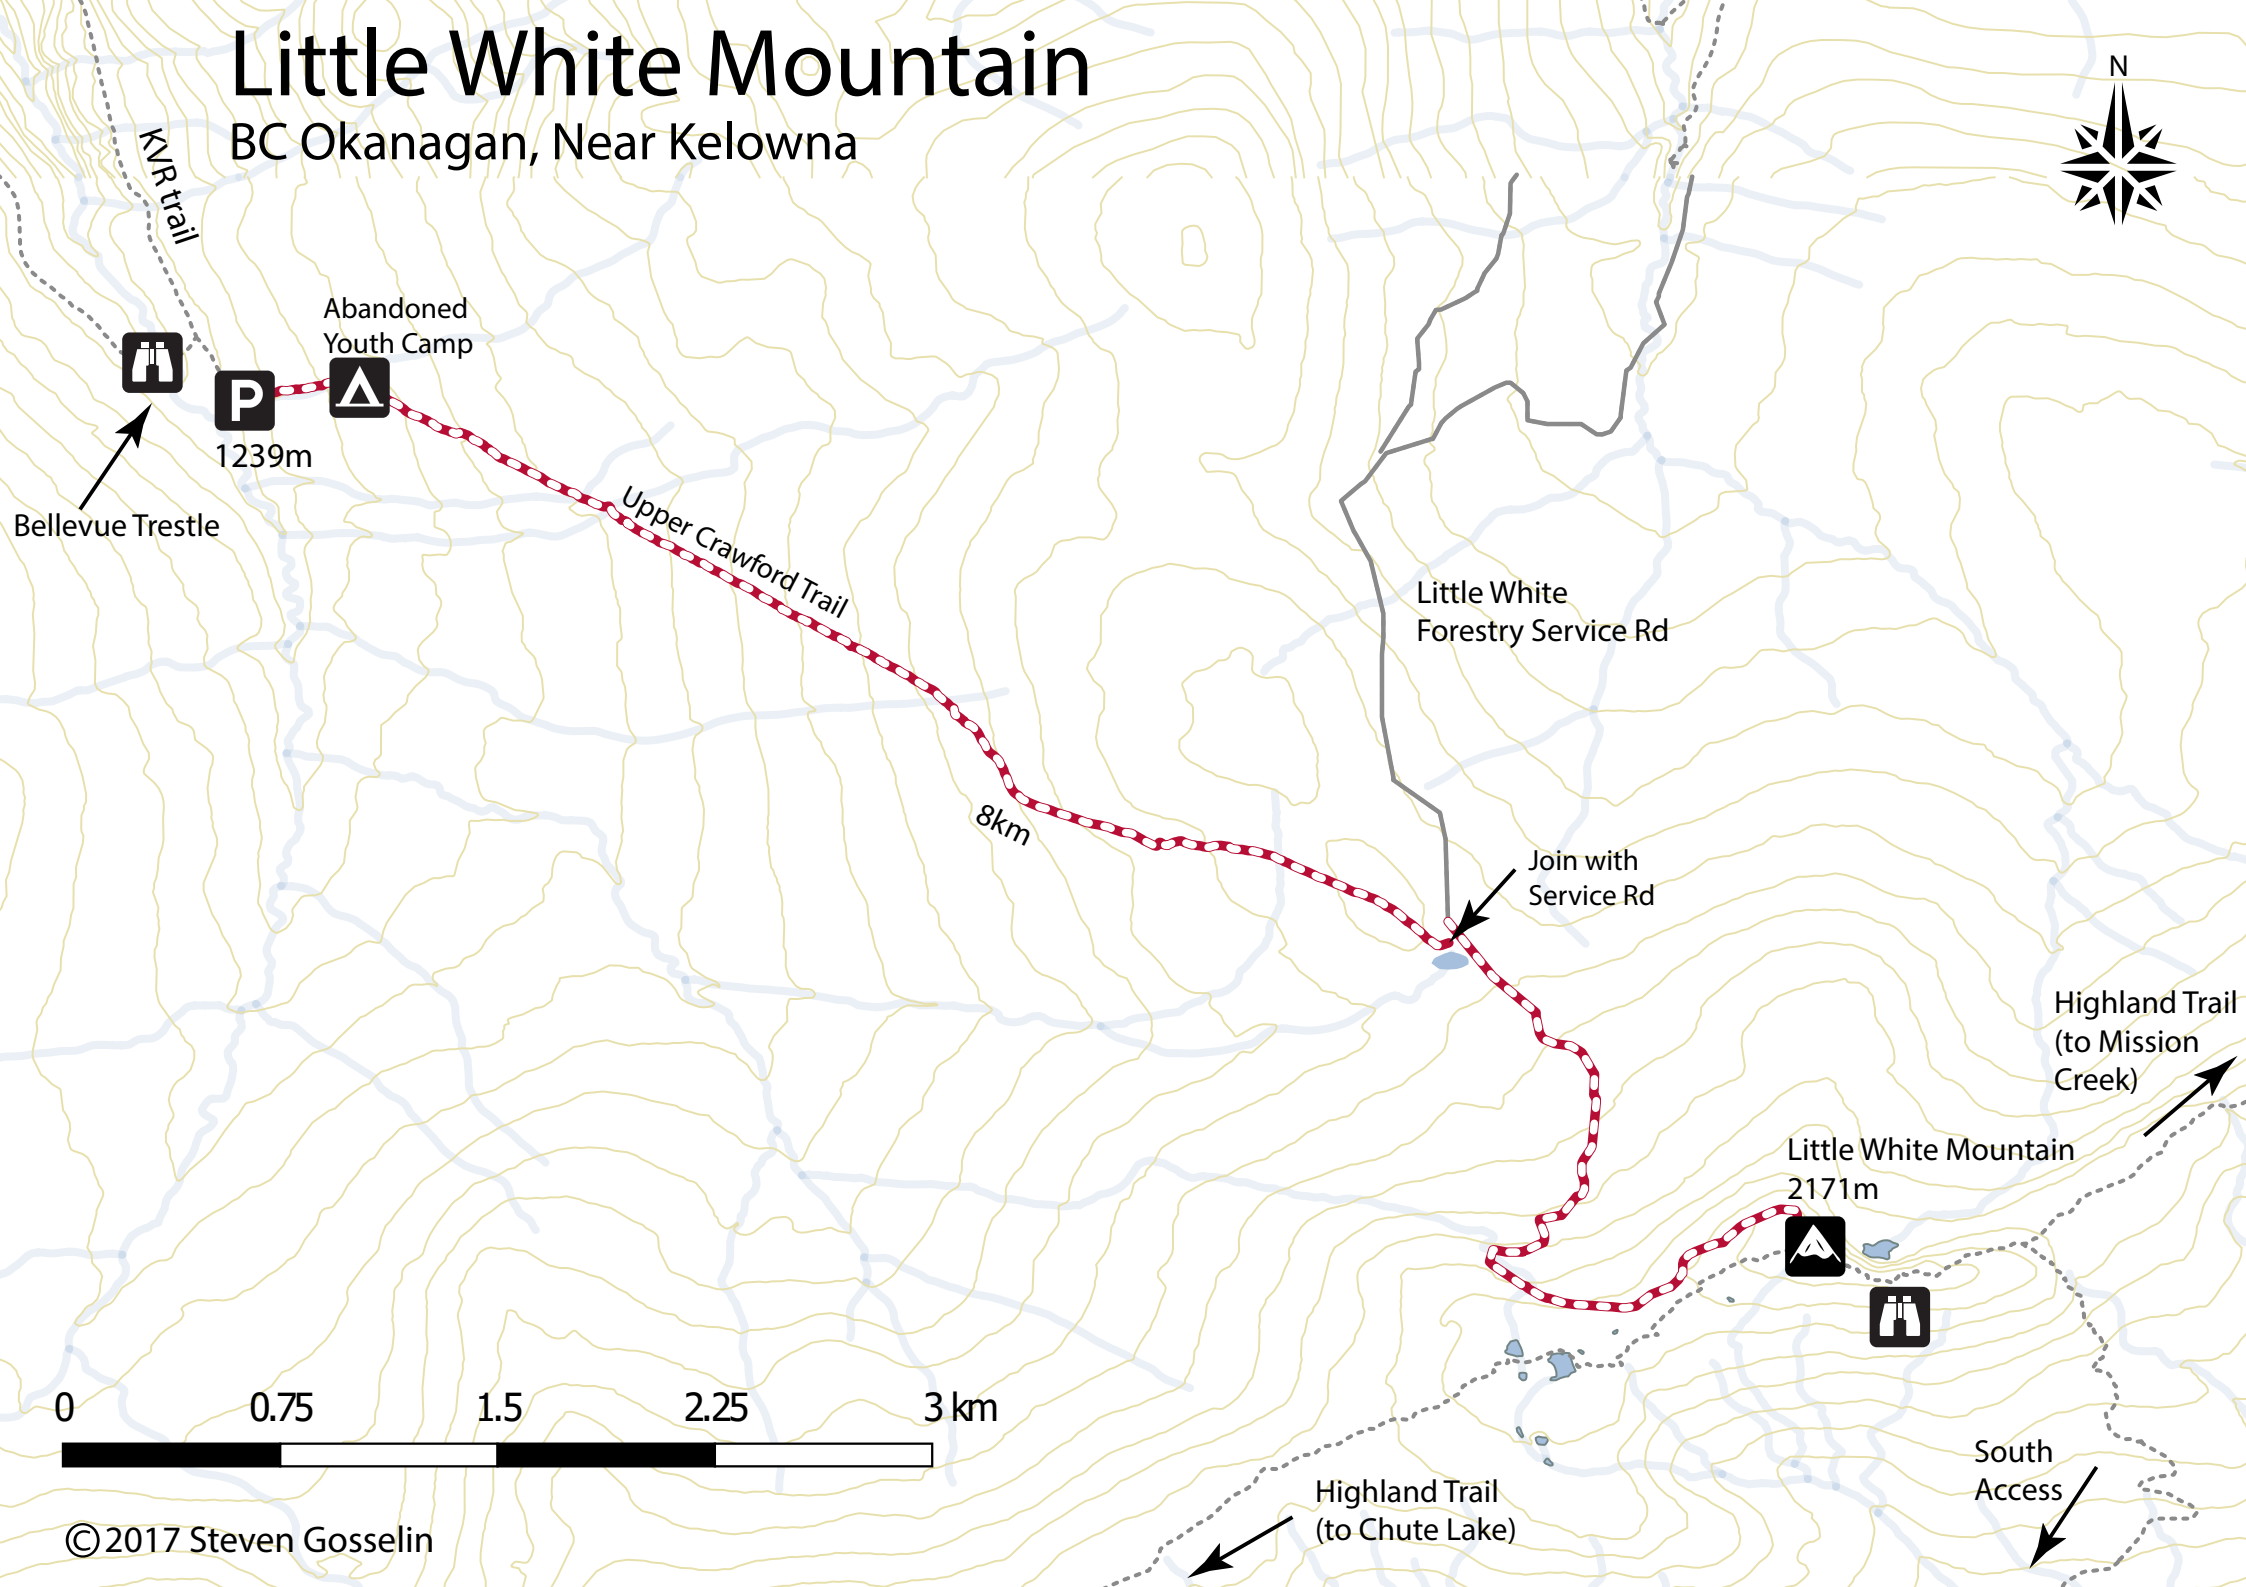 Little White Mountain
BC Okanagan, Near Kelowna
N
KVR trail
Abandoned
Youth Camp
P
1239m
Bellevue Trestle
Upper Crawford Trail
Little White
Forestry Service Rd
8km
Join with
Service Rd
Highland Trail
(to Mission
Creek)
Little White Mountain
2171m
0 0.75 1.5 2.25 3 km
South
Access
Highland Trail
(to Chute Lake)
©2017 Steven Gosselin